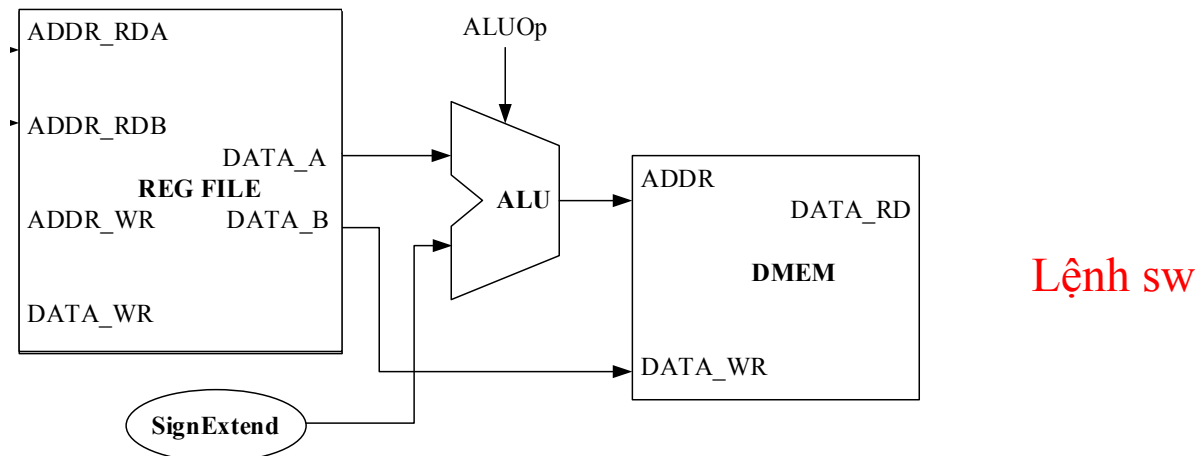 ADDR_RDA
ALUOp
ADDR_RDB
DATA_A
REG FILE
ADDR_WR
DATA_B
DATA_WR
ALU
ADDR
DATA_RD
DMEM
DATA_WR
SignExtend
Lệnh sw